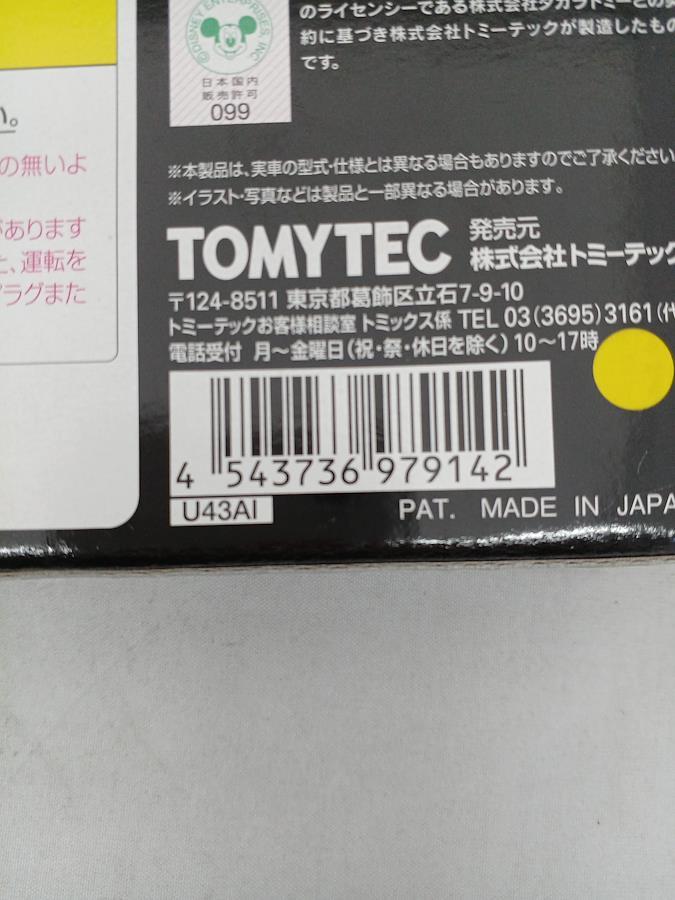 ©DISNEY ENTERPRISES, INC
日本国内
販売許可
099
のライセンシーである株式会社タカラトミーとの
約に基づき株式会社トミーテックが製造したもの
です。
い。
の無いよ
があります
と、運転を
プラグまた
※本製品は、実車の型式・仕様とは異なる場合もありますのでご了承ください
※イラスト・写真などは製品と一部異なる場合があります。
TOMYTEC
発売元
株式会社トミーテック
〒124-8511 東京都葛飾区立石7-9-10
トミーテックお客様相談室 トミックス係 TEL 03(3695)3161(代
電話受付 月〜金曜日(祝・祭・休日を除く)10〜17時
4 543736 979142
U43AI
PAT. MADE IN JAPA